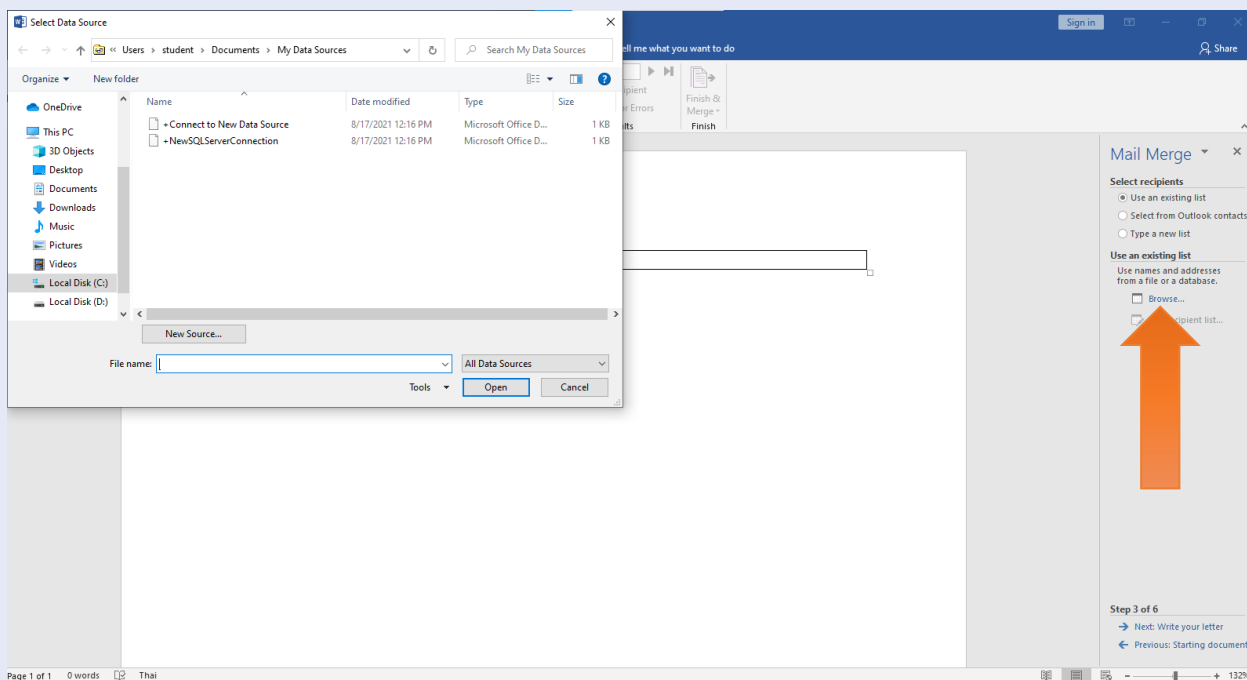 Select Data Source
Sign in
« Users › student › Documents › My Data Sources
Search My Data Sources
ell me what you want to do
Share
Organize
New folder
OneDrive
This PC
3D Objects
Desktop
Documents
Downloads
Music
Pictures
Videos
Local Disk (C:)
Local Disk (D:)
Name Date modified Type Size
+Connect to New Data Source 8/17/2021 12:16 PM Microsoft Office D... 1 KB
+NewSQLServerConnection 8/17/2021 12:16 PM Microsoft Office D... 1 KB
New Source...
File name:
All Data Sources
Tools
Open
Cancel
ipient
r Errors
lts
Finish &
Merge
Finish
Mail Merge
Select recipients
Use an existing list
Select from Outlook contacts
Type a new list
Use an existing list
Use names and addresses
from a file or a database.
Browse...
cipient list...
Step 3 of 6
Next: Write your letter
Previous: Starting document
Page 1 of 1 0 words Thai
132%